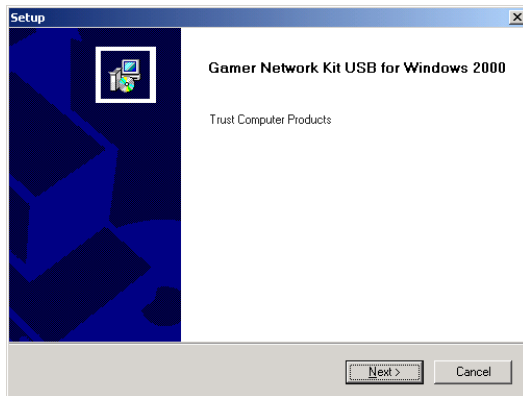 Setup
Gamer Network Kit USB for Windows 2000
Trust Computer Products
Next >
Cancel